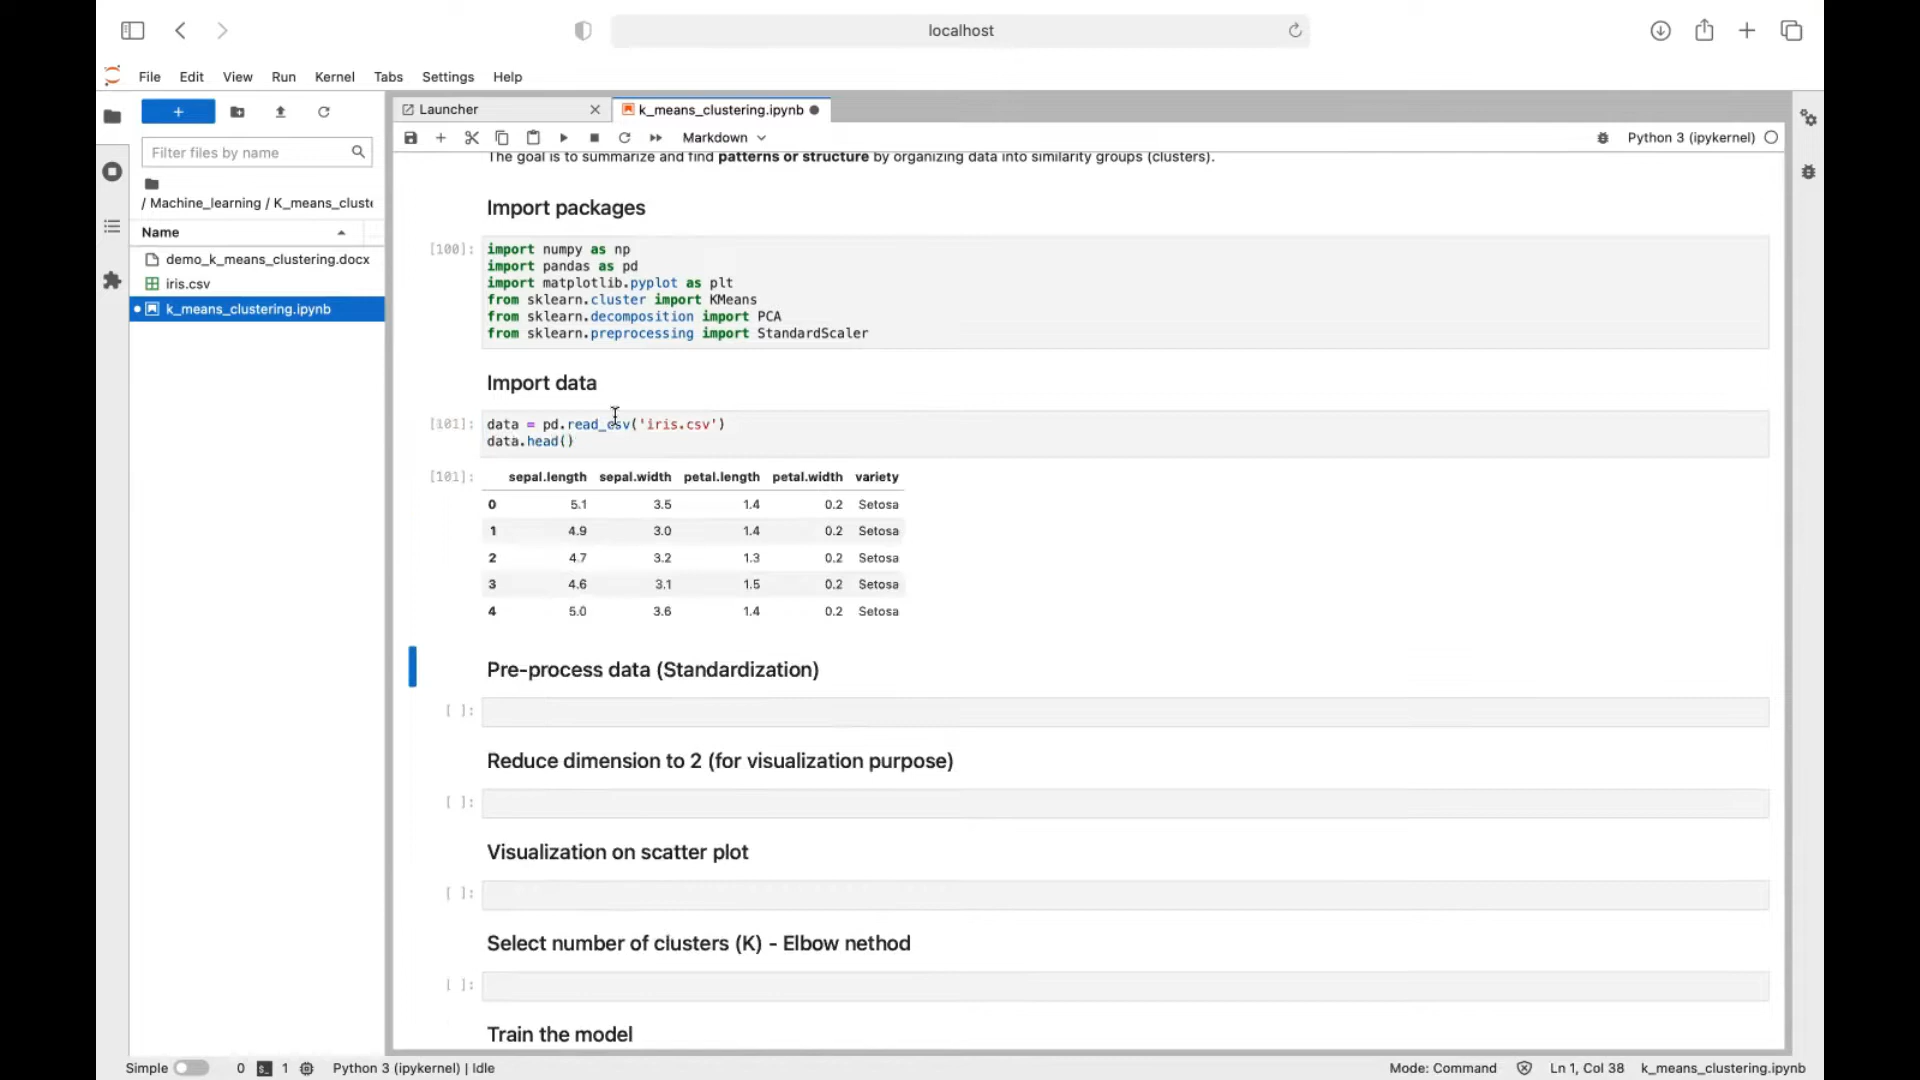 localhost
File Edit View Run Kernel Tabs Settings Help
Launcher
k_means_clustering.ipynb
Markdown
Python 3 (ipykernel)
Filter files by name
/ Machine_learning / K_means_cluste
Name
demo_k_means_clustering.docx
iris.csv
k_means_clustering.ipynb
The goal is to summarize and find patterns or structure by organizing data into similarity groups (clusters).
Import packages
[100]:
import numpy as np
import pandas as pd
import matplotlib.pyplot as plt
from sklearn.cluster import KMeans
from sklearn.decomposition import PCA
from sklearn.preprocessing import StandardScaler
Import data
[101]:
data = pd.read_csv('iris.csv')
data.head()
[101]:
sepal.length sepal.width petal.length petal.width variety
0 5.1 3.5 1.4 0.2 Setosa
1 4.9 3.0 1.4 0.2 Setosa
2 4.7 3.2 1.3 0.2 Setosa
3 4.6 3.1 1.5 0.2 Setosa
4 5.0 3.6 1.4 0.2 Setosa
Pre-process data (Standardization)
[ ]:
Reduce dimension to 2 (for visualization purpose)
[ ]:
Visualization on scatter plot
[ ]:
Select number of clusters (K) - Elbow nethod
[ ]:
Train the model
Simple 0 1 Python 3 (ipykernel) | Idle Mode: Command Ln 1, Col 38 k_means_clustering.ipynb